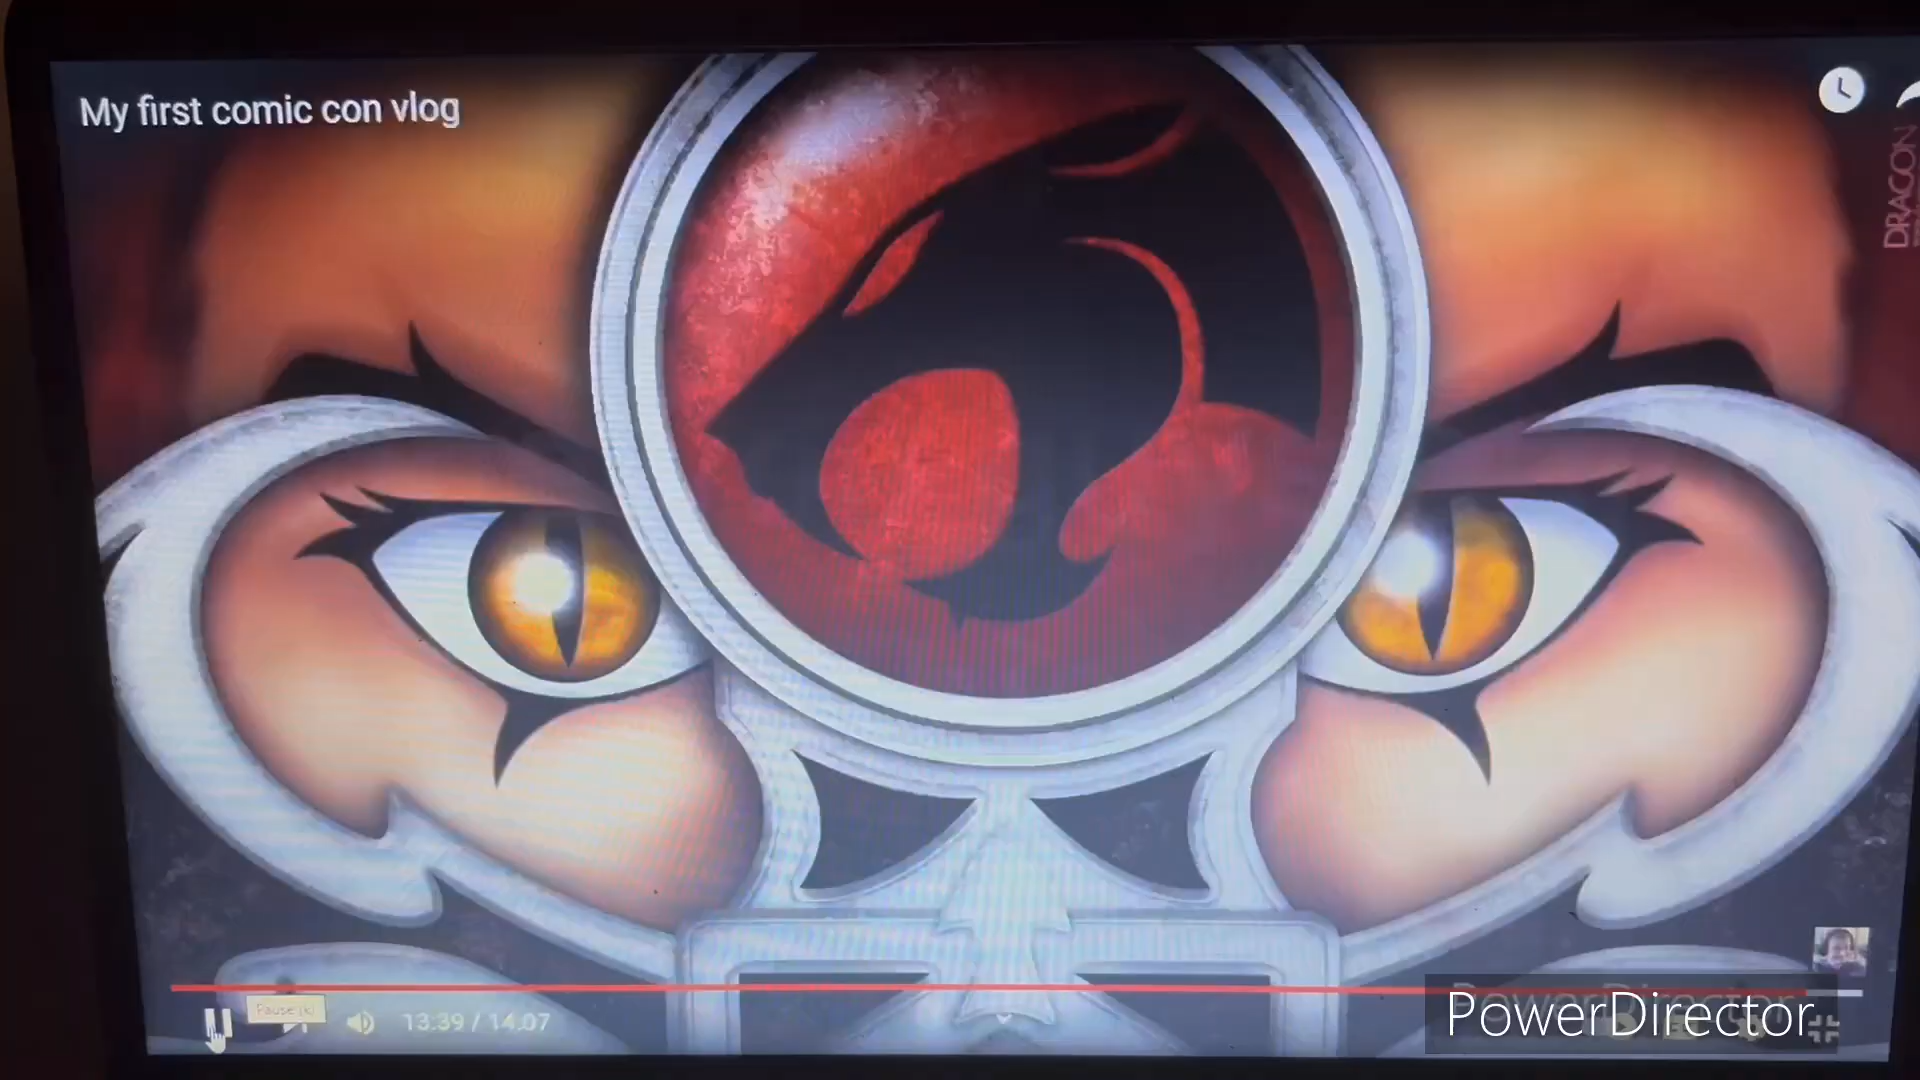 My first comic con vlog
DRAGON
Pause (k)
13:39 / 14:07
PowerDirector